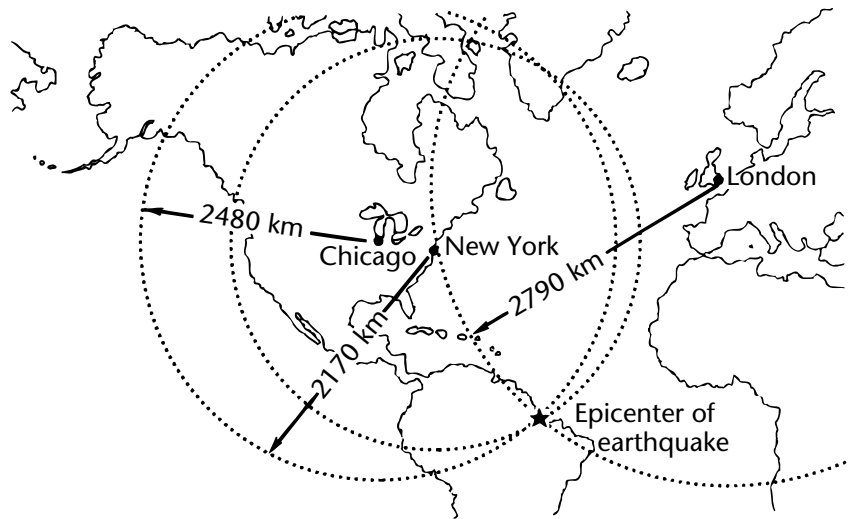 London
2480 km
Chicago
New York
2790 km
2170 km
Epicenter of
earthquake